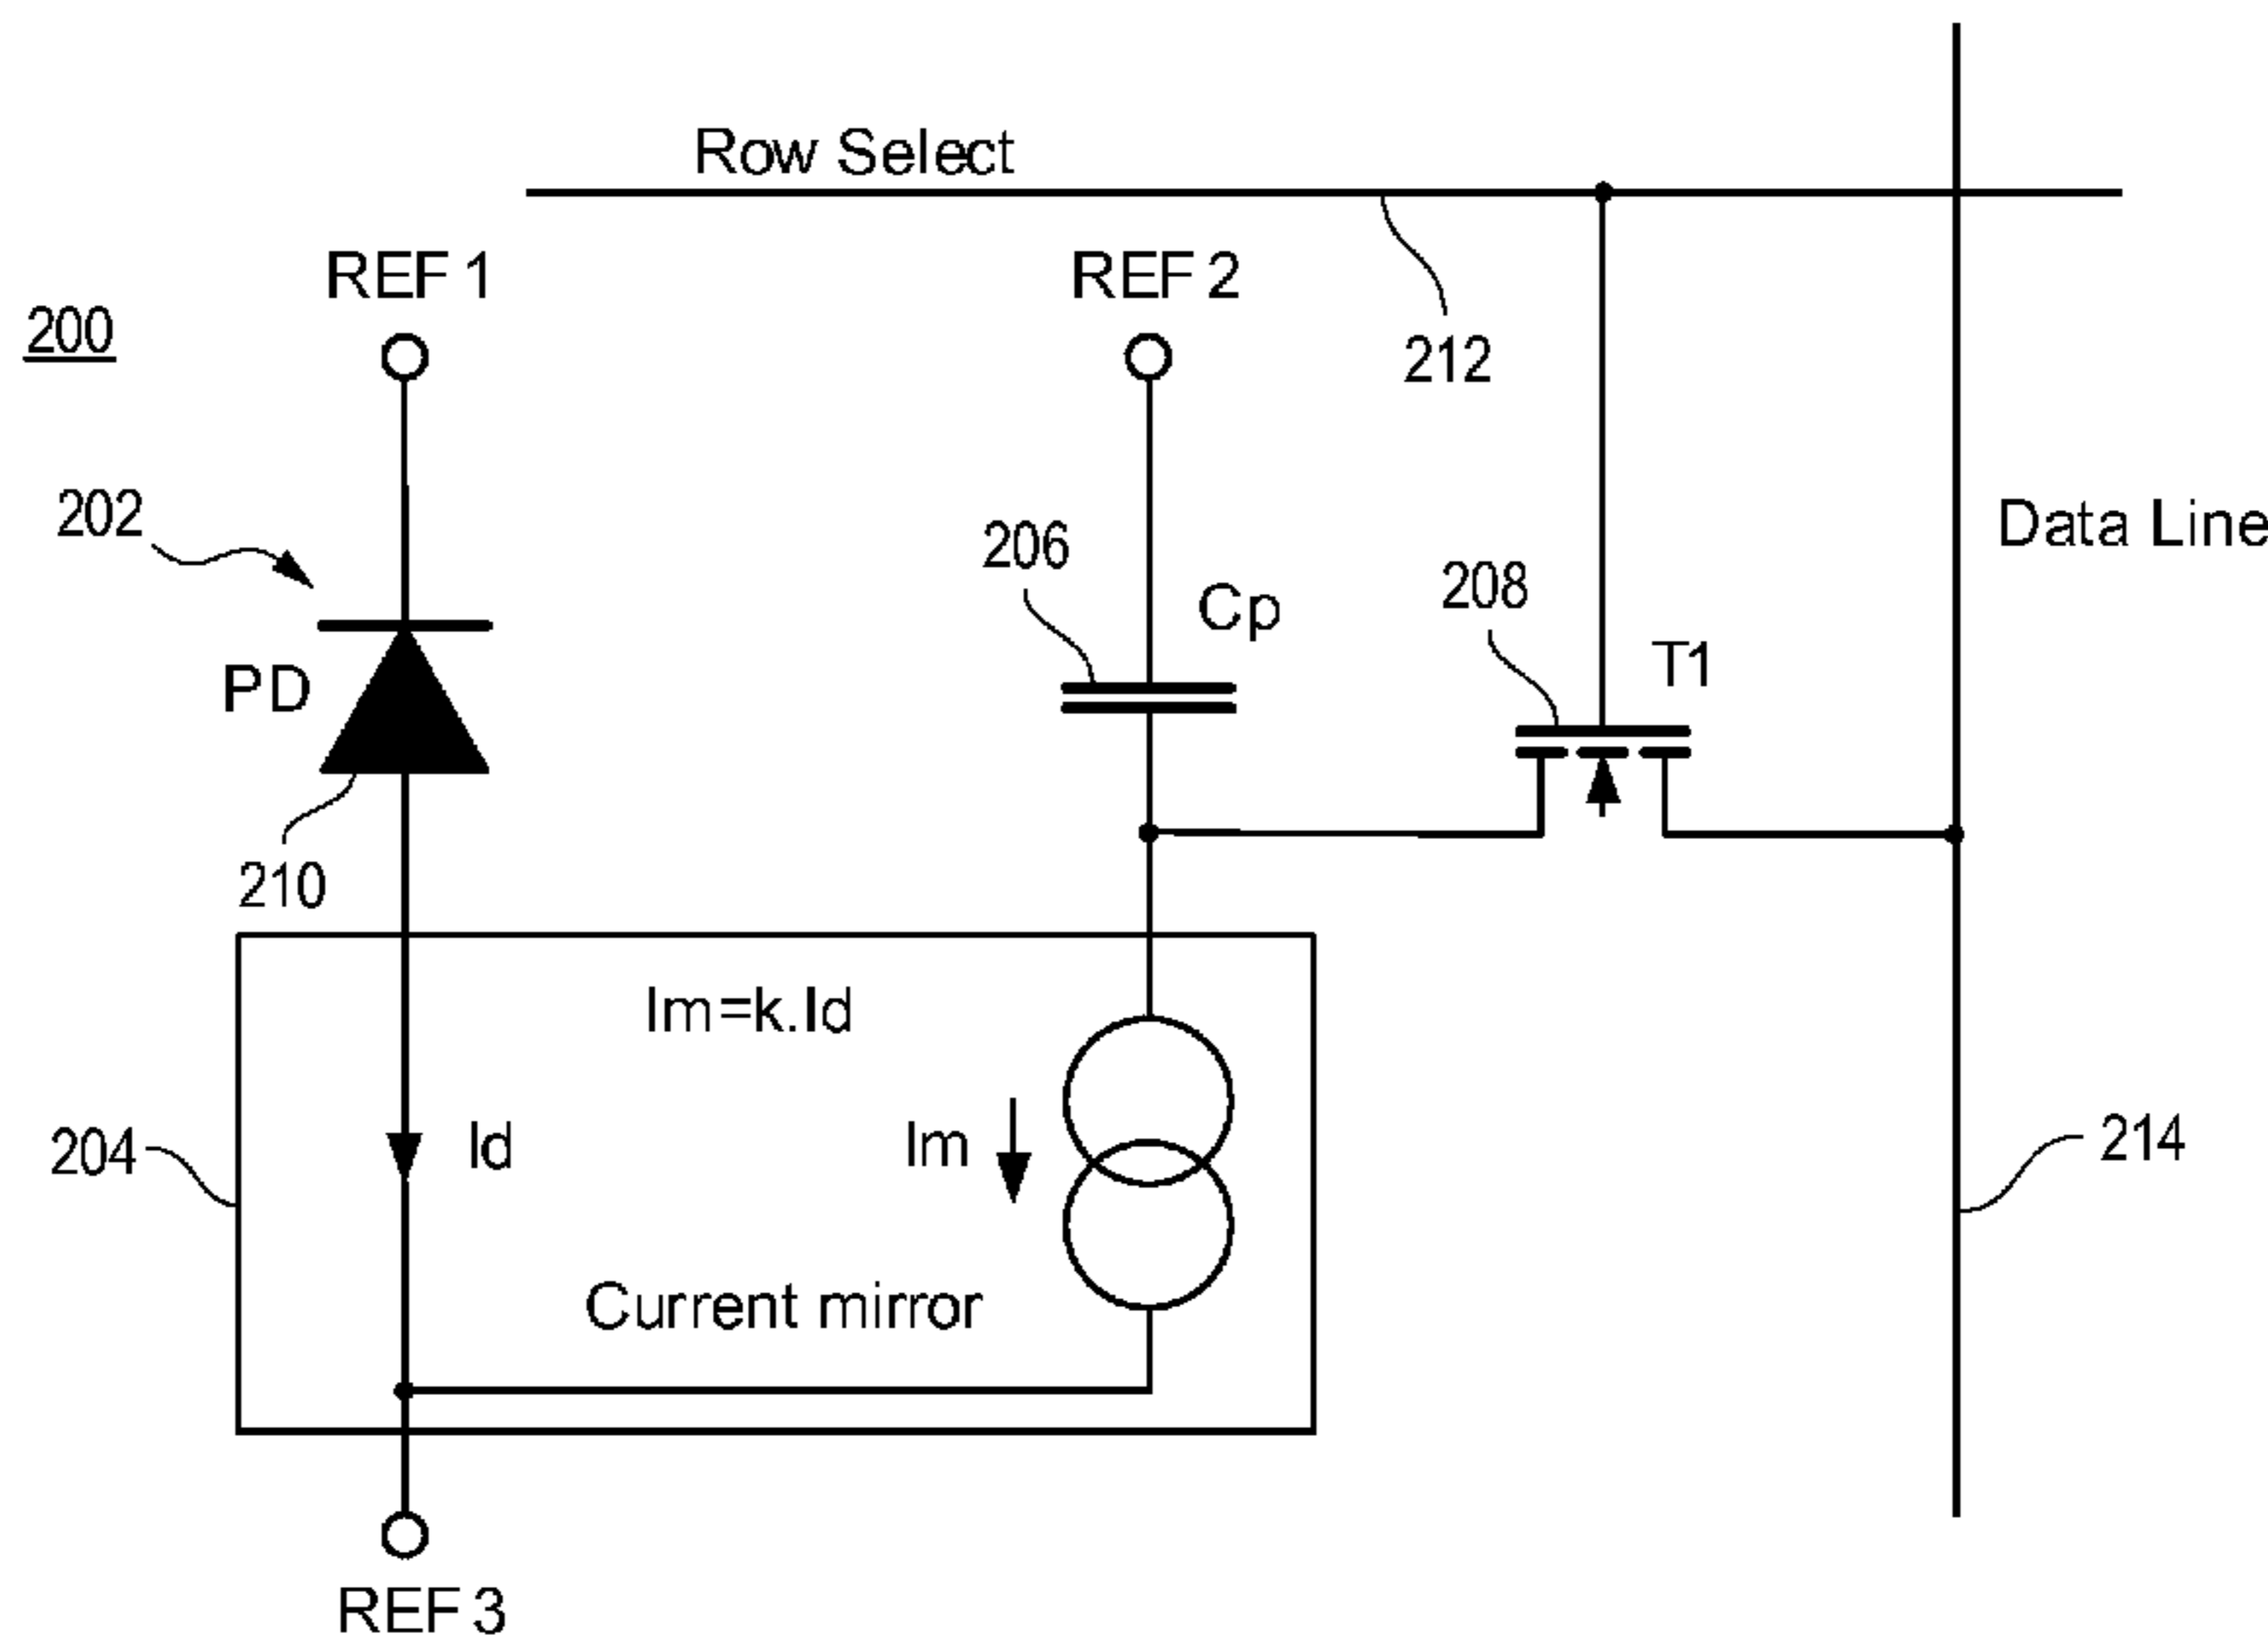 Row Select
REF 1
REF 2
200
212
202
206
Data Line
Cp
208
T1
PD
210
Im=k.Id
204
Id
Im
214
Current mirror
REF 3